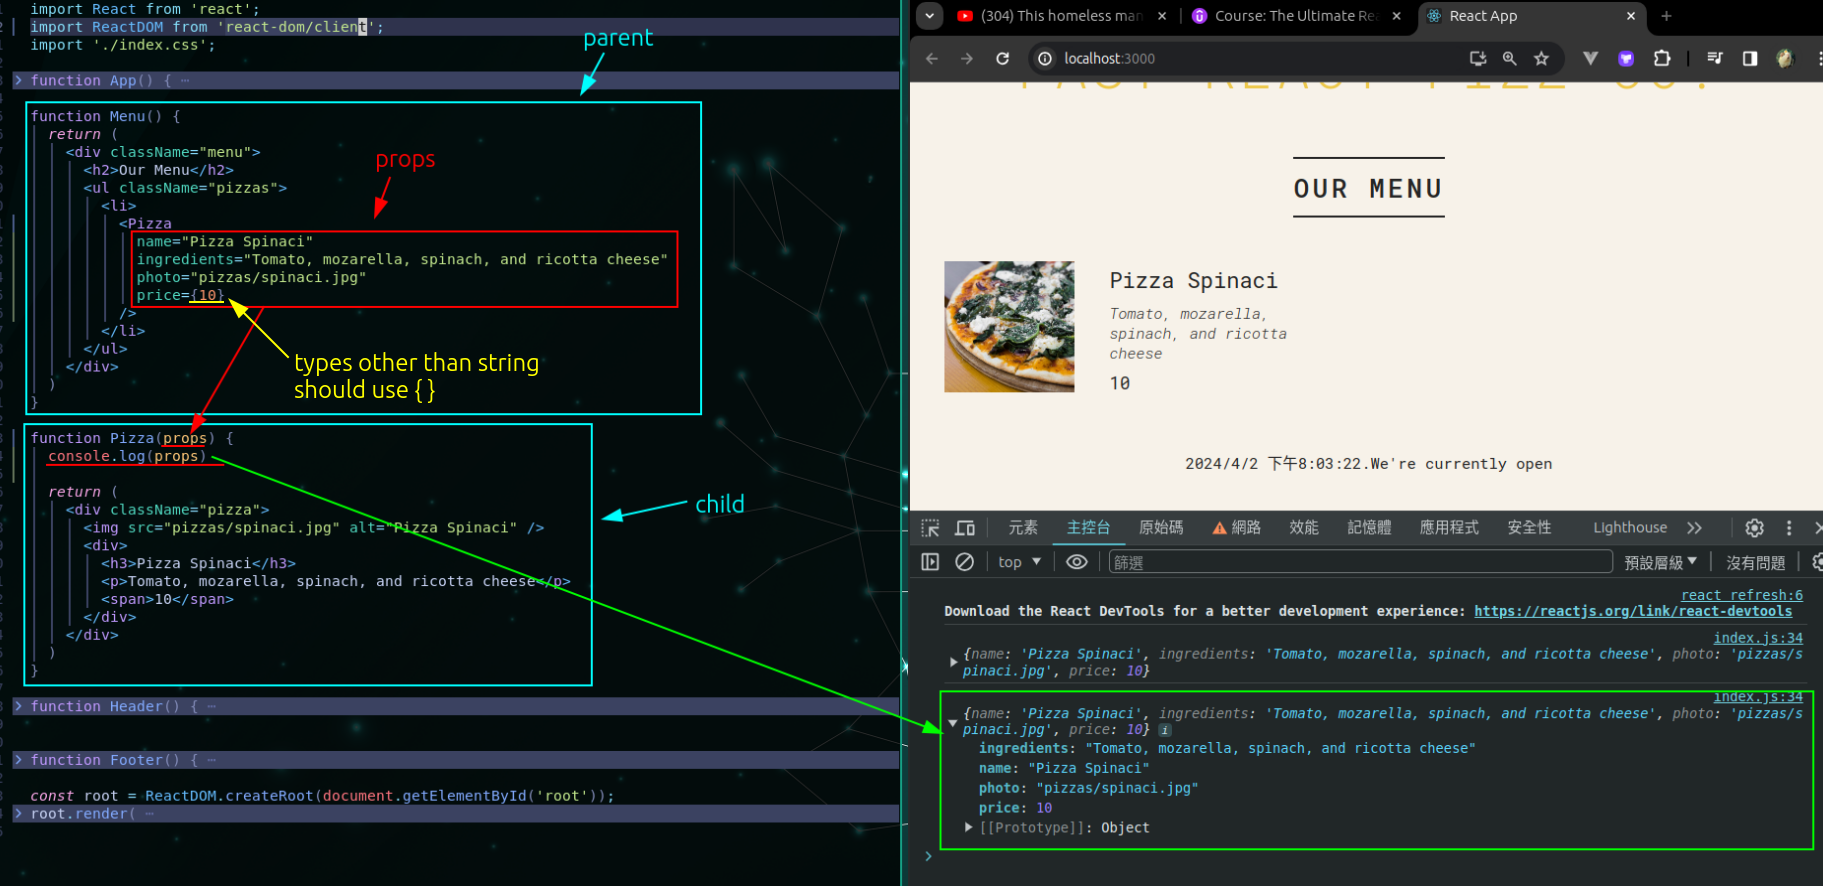 import React from 'react';
import ReactDOM from 'react-dom/client';
import './index.css';
parent
function App() { ⋯
function Menu() {
return (
<div className="menu">
props
<h2>Our Menu</h2>
<ul className="pizzas">
<li>
<Pizza
name="Pizza Spinaci"
ingredients="Tomato, mozarella, spinach, and ricotta cheese"
photo="pizzas/spinaci.jpg"
price={10}
/>
</li>
</ul>
</div>
)
}
types other than string
should use { }
function Pizza(props) {
console.log(props)
return (
<div className="pizza">
child
<img src="pizzas/spinaci.jpg" alt="Pizza Spinaci" />
<div>
<h3>Pizza Spinaci</h3>
<p>Tomato, mozarella, spinach, and ricotta cheese</p>
<span>10</span>
</div>
</div>
)
}
function Header() { ⋯
function Footer() { ⋯
const root = ReactDOM.createRoot(document.getElementById('root'));
root.render( ⋯
(304) This homeless man
Course: The Ultimate Re
React App
localhost:3000
OUR MENU
Pizza Spinaci
Tomato, mozarella,
spinach, and ricotta
cheese
10
2024/4/2 下午8:03:22.We're currently open
元素 主控台 原始碼 網路 效能 記憶體 應用程式 安全性 Lighthouse
top 篩選 預設層級 沒有問題
react refresh:6
Download the React DevTools for a better development experience: https://reactjs.org/link/react-devtools
index.js:34
{name: 'Pizza Spinaci', ingredients: 'Tomato, mozarella, spinach, and ricotta cheese', photo: 'pizzas/s
pinaci.jpg', price: 10}
index.js:34
{name: 'Pizza Spinaci', ingredients: 'Tomato, mozarella, spinach, and ricotta cheese', photo: 'pizzas/s
pinaci.jpg', price: 10} i
ingredients: "Tomato, mozarella, spinach, and ricotta cheese"
name: "Pizza Spinaci"
photo: "pizzas/spinaci.jpg"
price: 10
[[Prototype]]: Object